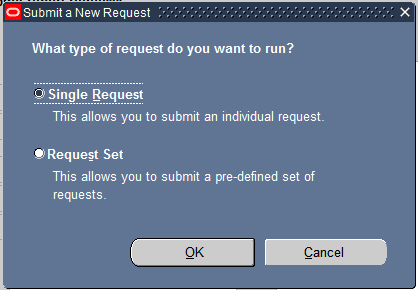 Submit a New Request
What type of request do you want to run?
Single Request
This allows you to submit an individual request.
Request Set
This allows you to submit a pre-defined set of
requests.
OK
Cancel